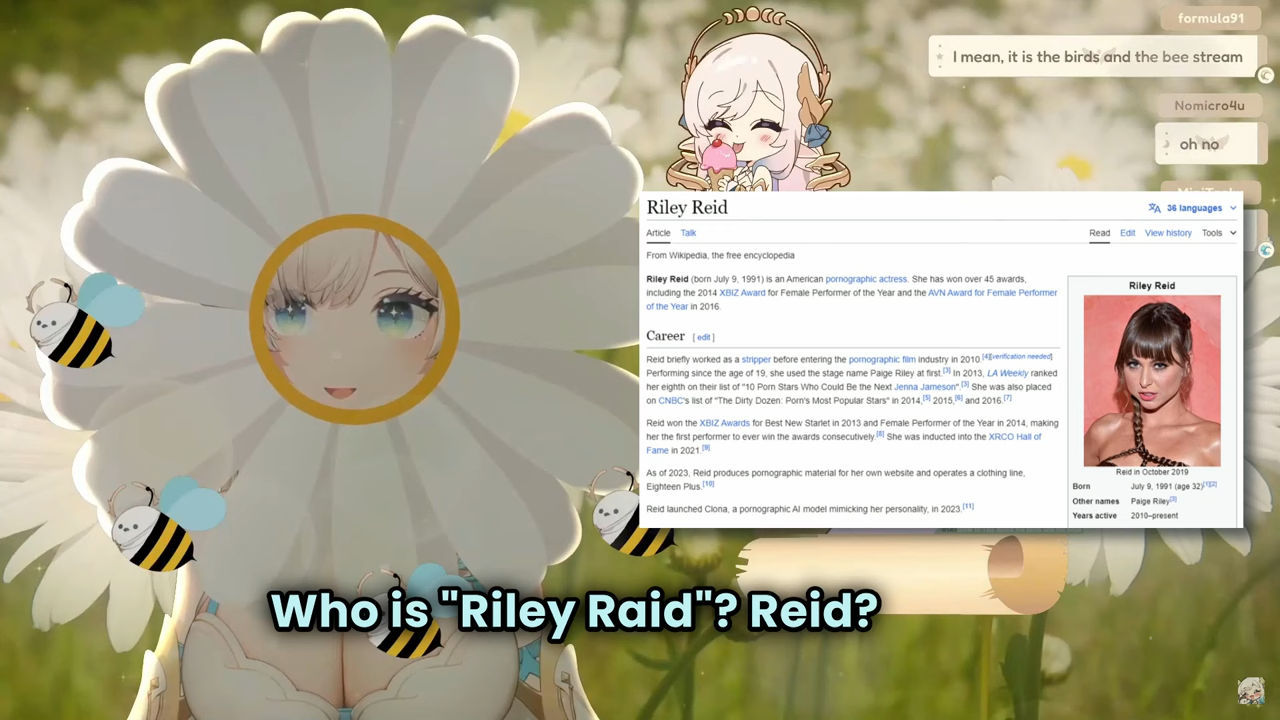 formula91
I mean, it is the birds and the bee stream
Nomicro4u
oh no
Riley Reid
36 languages
Article Talk
Read Edit View history Tools
From Wikipedia, the free encyclopedia
Riley Reid (born July 9, 1991) is an American pornographic actress. She has won over 45 awards,
including the 2014 XBIZ Award for Female Performer of the Year and the AVN Award for Female Performer
of the Year in 2016.
Career [ edit ]
Reid briefly worked as a stripper before entering the pornographic film industry in 2010.[4][verification needed]
Performing since the age of 19, she used the stage name Paige Riley at first.[3] In 2013, LA Weekly ranked
her eighth on their list of "10 Porn Stars Who Could Be the Next Jenna Jameson".[3] She was also placed
on CNBC's list of "The Dirty Dozen: Porn's Most Popular Stars" in 2014,[5] 2015,[6] and 2016.[7]
Reid won the XBIZ Awards for Best New Starlet in 2013 and Female Performer of the Year in 2014, making
her the first performer to ever win the awards consecutively.[8] She was inducted into the XRCO Hall of
Fame in 2021.[9]
As of 2023, Reid produces pornographic material for her own website and operates a clothing line,
Eighteen Plus.[10]
Reid launched Clona, a pornographic AI model mimicking her personality, in 2023.[11]
Riley Reid
Reid in October 2019
Born July 9, 1991 (age 32)[1][2]
Other names Paige Riley[3]
Years active 2010–present
Who is "Riley Raid"? Reid?